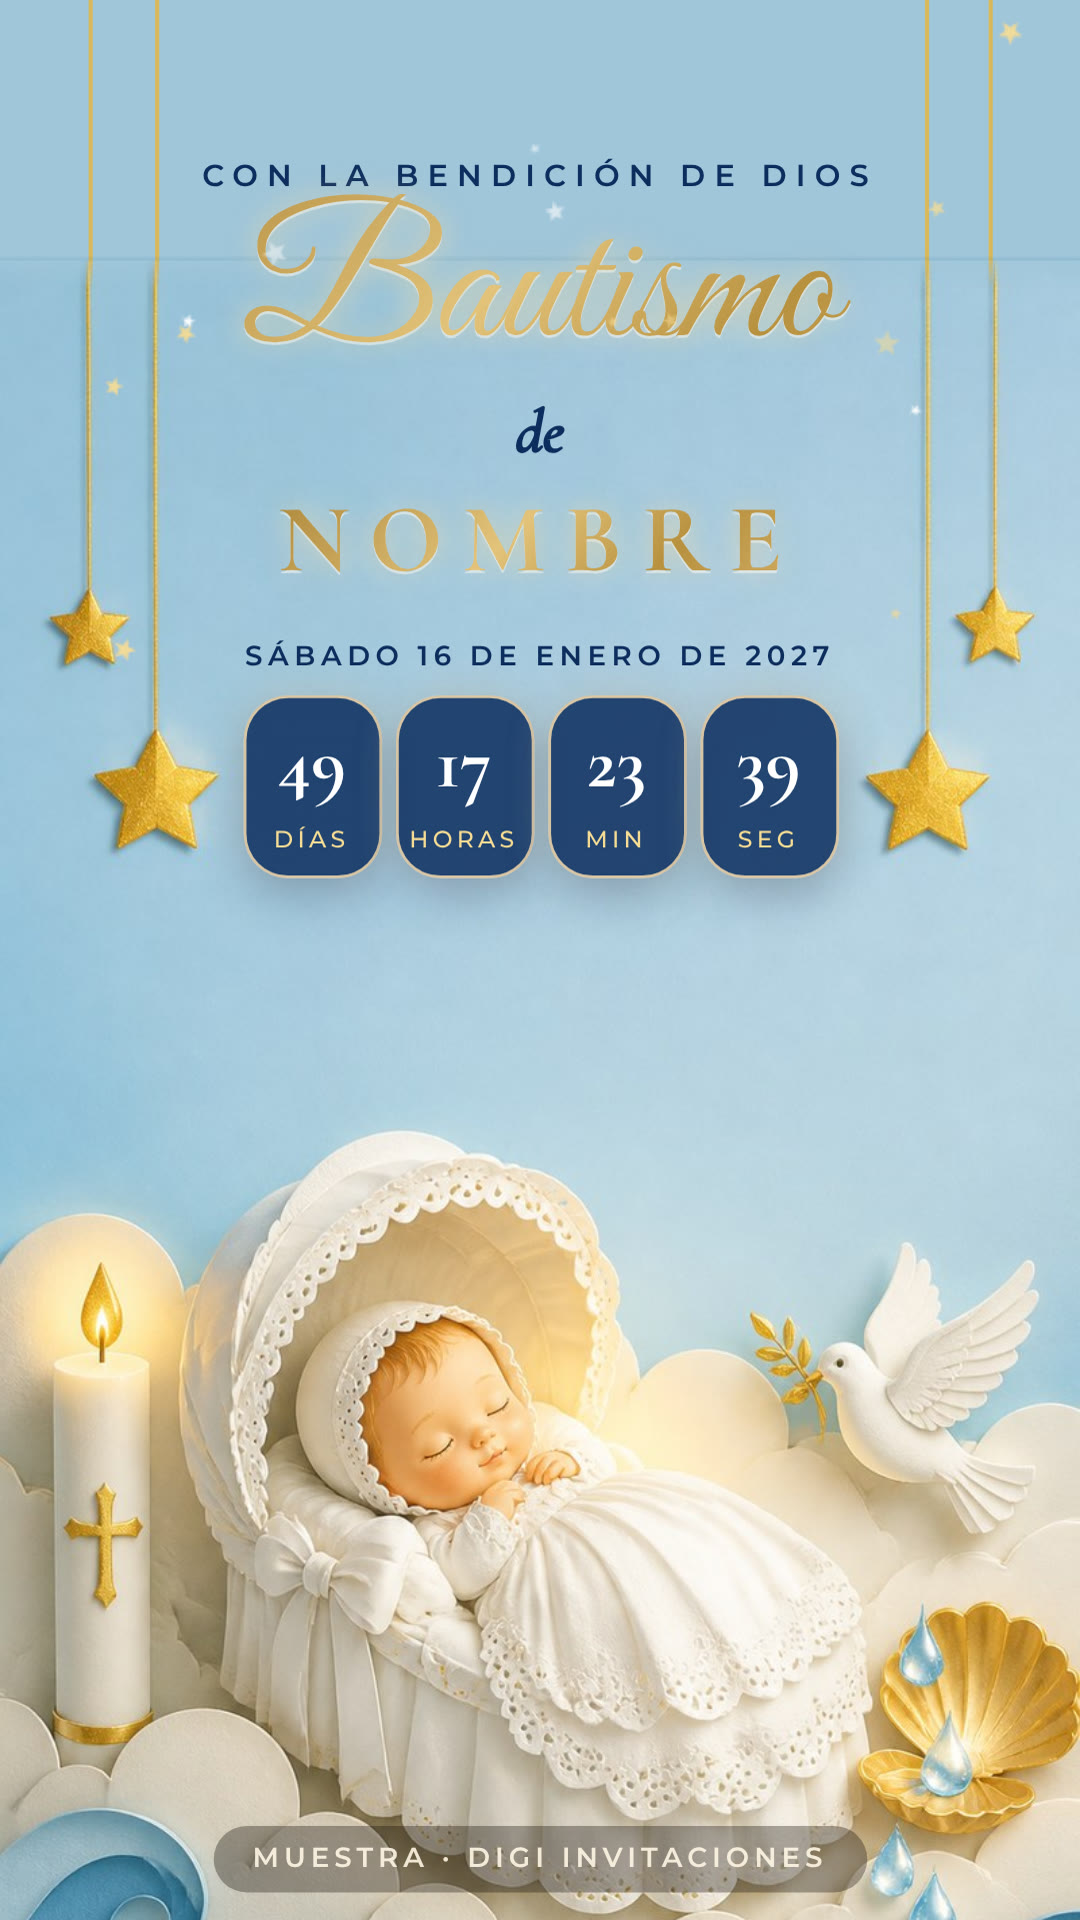 CON LA BENDICIÓN DE DIOS
Bautismo
de
NOMBRE
SÁBADO 16 DE ENERO DE 2027
49 17 23 39
DÍAS HORAS MIN SEG
MUESTRA · DIGI INVITACIONES